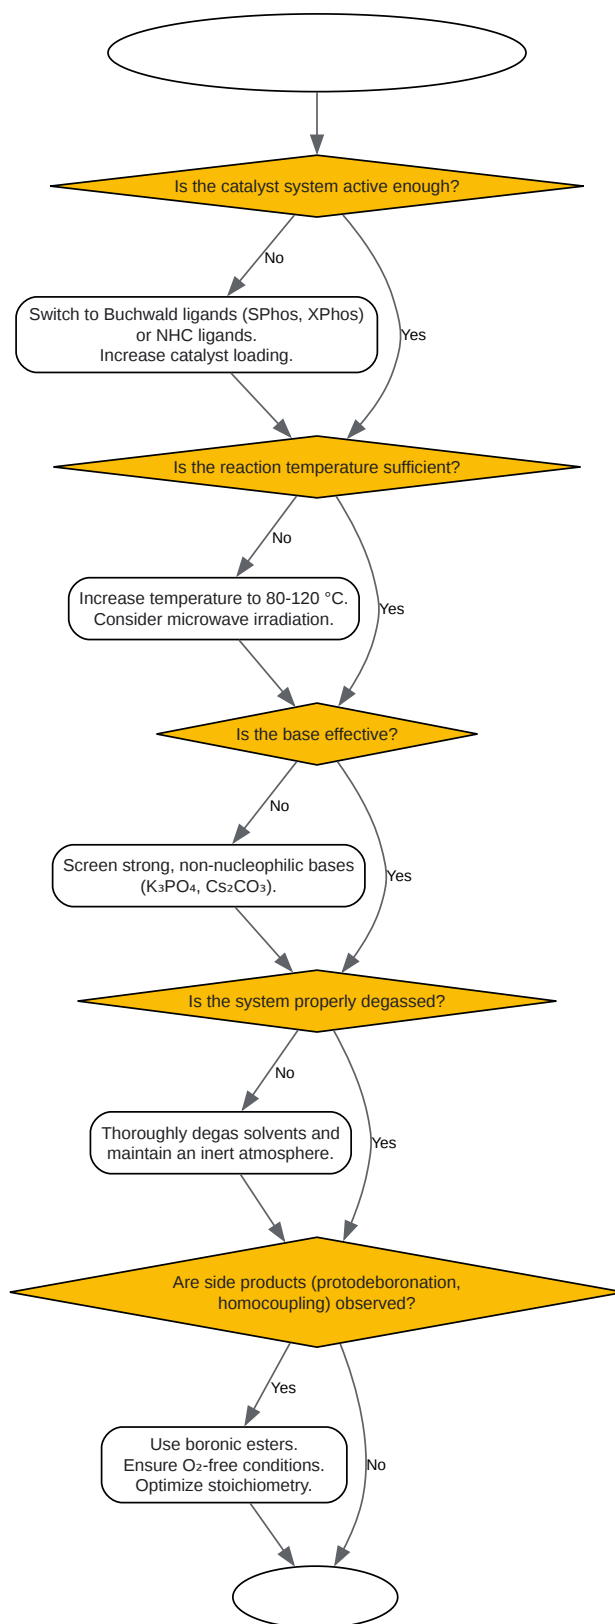 Is the catalyst system active enough?
No
Switch to Buchwald ligands (SPhos, XPhos)
or NHC ligands.
Increase catalyst loading.
Yes
Is the reaction temperature sufficient?
No
Increase temperature to 80-120 °C.
Consider microwave irradiation.
Yes
Is the base effective?
No
Screen strong, non-nucleophilic bases
(K₃PO₄, Cs₂CO₃).
Yes
Is the system properly degassed?
No
Thoroughly degas solvents and
maintain an inert atmosphere.
Yes
Are side products (protodeboronation,
homocoupling) observed?
Yes
Use boronic esters.
Ensure O₂-free conditions.
Optimize stoichiometry.
No